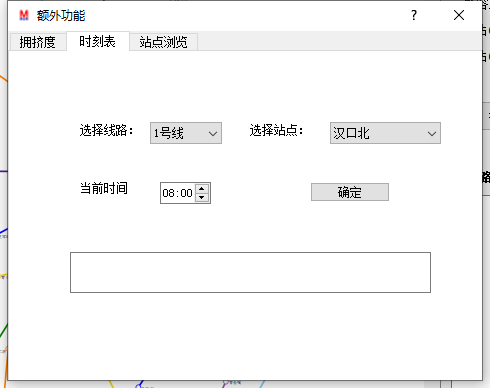 额外功能
拥挤度 时刻表 站点浏览
选择线路： 1号线 选择站点： 汉口北
当前时间 08:00 确定